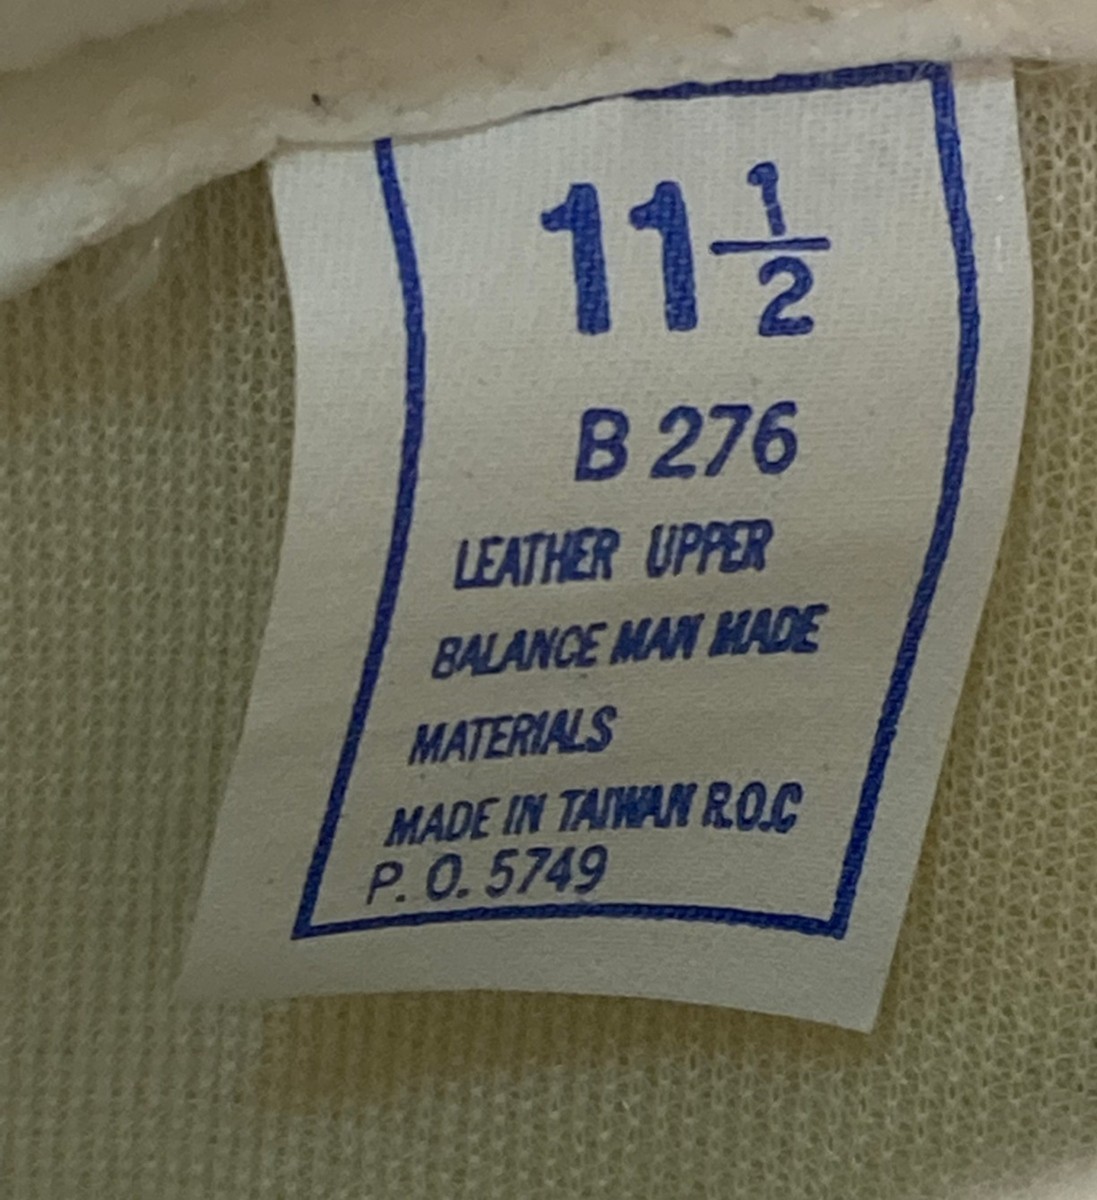 11 1/2
B 276
LEATHER UPPER
BALANCE MAN MADE
MATERIALS
MADE IN TAIWAN R.O.C
P. O. 5749